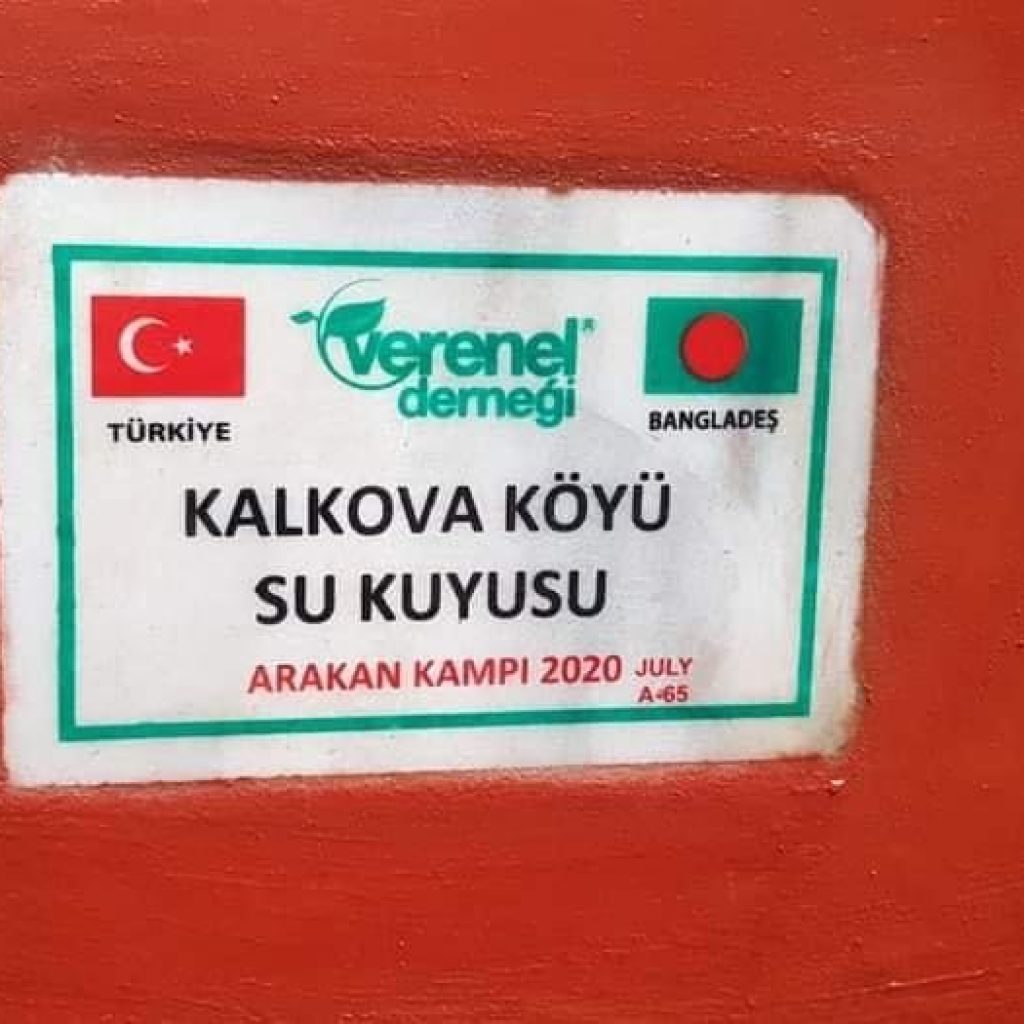 verenel®
derneği
TÜRKİYE
BANGLADEŞ
KALKOVA KÖYÜ
SU KUYUSU
ARAKAN KAMPI 2020 JULY
A-65